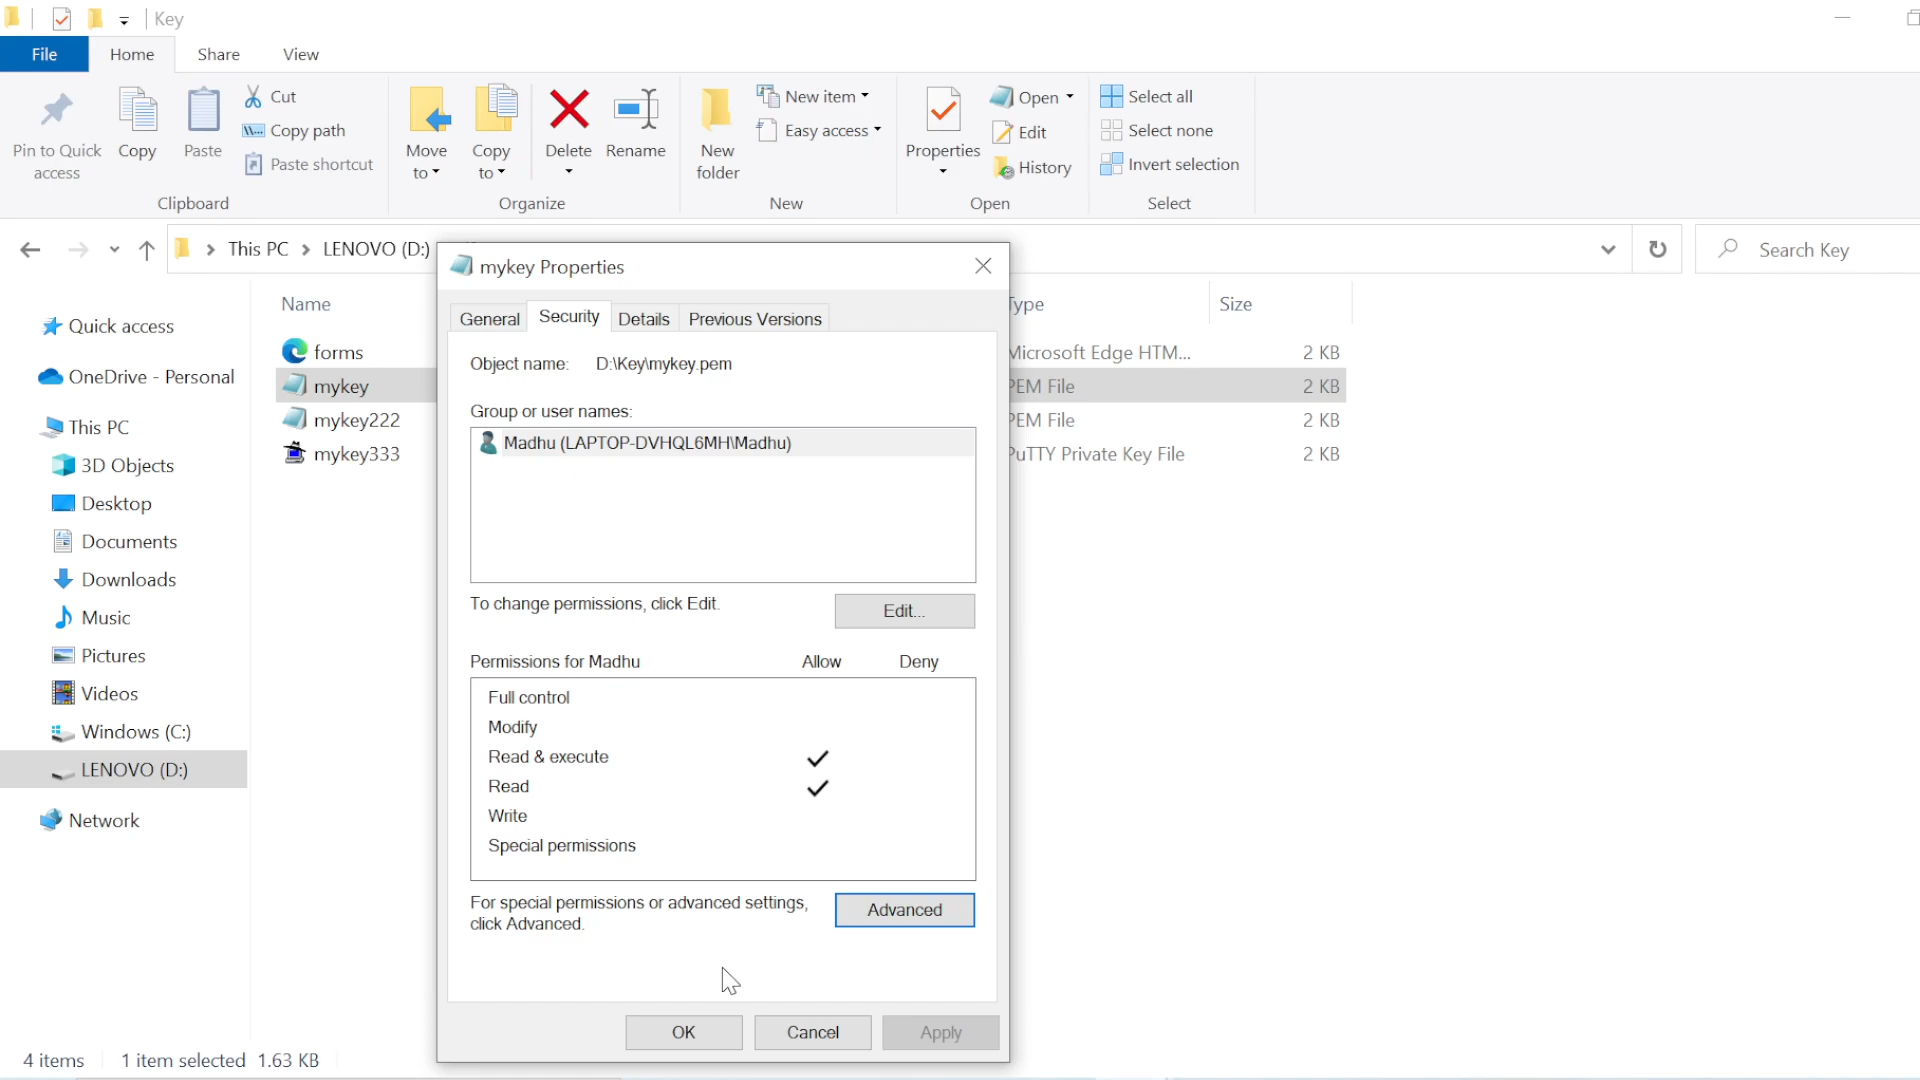 Key
File Home Share View
Pin to Quick access
Copy
Paste
Cut
Copy path
Paste shortcut
Clipboard
Move to
Copy to
Delete
Rename
Organize
New folder
New item
Easy access
New
Properties
Open
Edit
History
Open
Select all
Select none
Invert selection
Select
This PC LENOVO (D:)
Search Key
Quick access
OneDrive - Personal
This PC
3D Objects
Desktop
Documents
Downloads
Music
Pictures
Videos
Windows (C:)
LENOVO (D:)
Network
Name Type Size
forms Microsoft Edge HTM... 2 KB
mykey PEM File 2 KB
mykey222 PEM File 2 KB
mykey333 PuTTY Private Key File 2 KB
mykey Properties
General Security Details Previous Versions
Object name: D:\Key\mykey.pem
Group or user names:
Madhu (LAPTOP-DVHQL6MH\Madhu)
To change permissions, click Edit.
Edit...
Permissions for Madhu Allow Deny
Full control
Modify
Read & execute
Read
Write
Special permissions
For special permissions or advanced settings,
click Advanced.
Advanced
OK Cancel Apply
4 items 1 item selected 1.63 KB